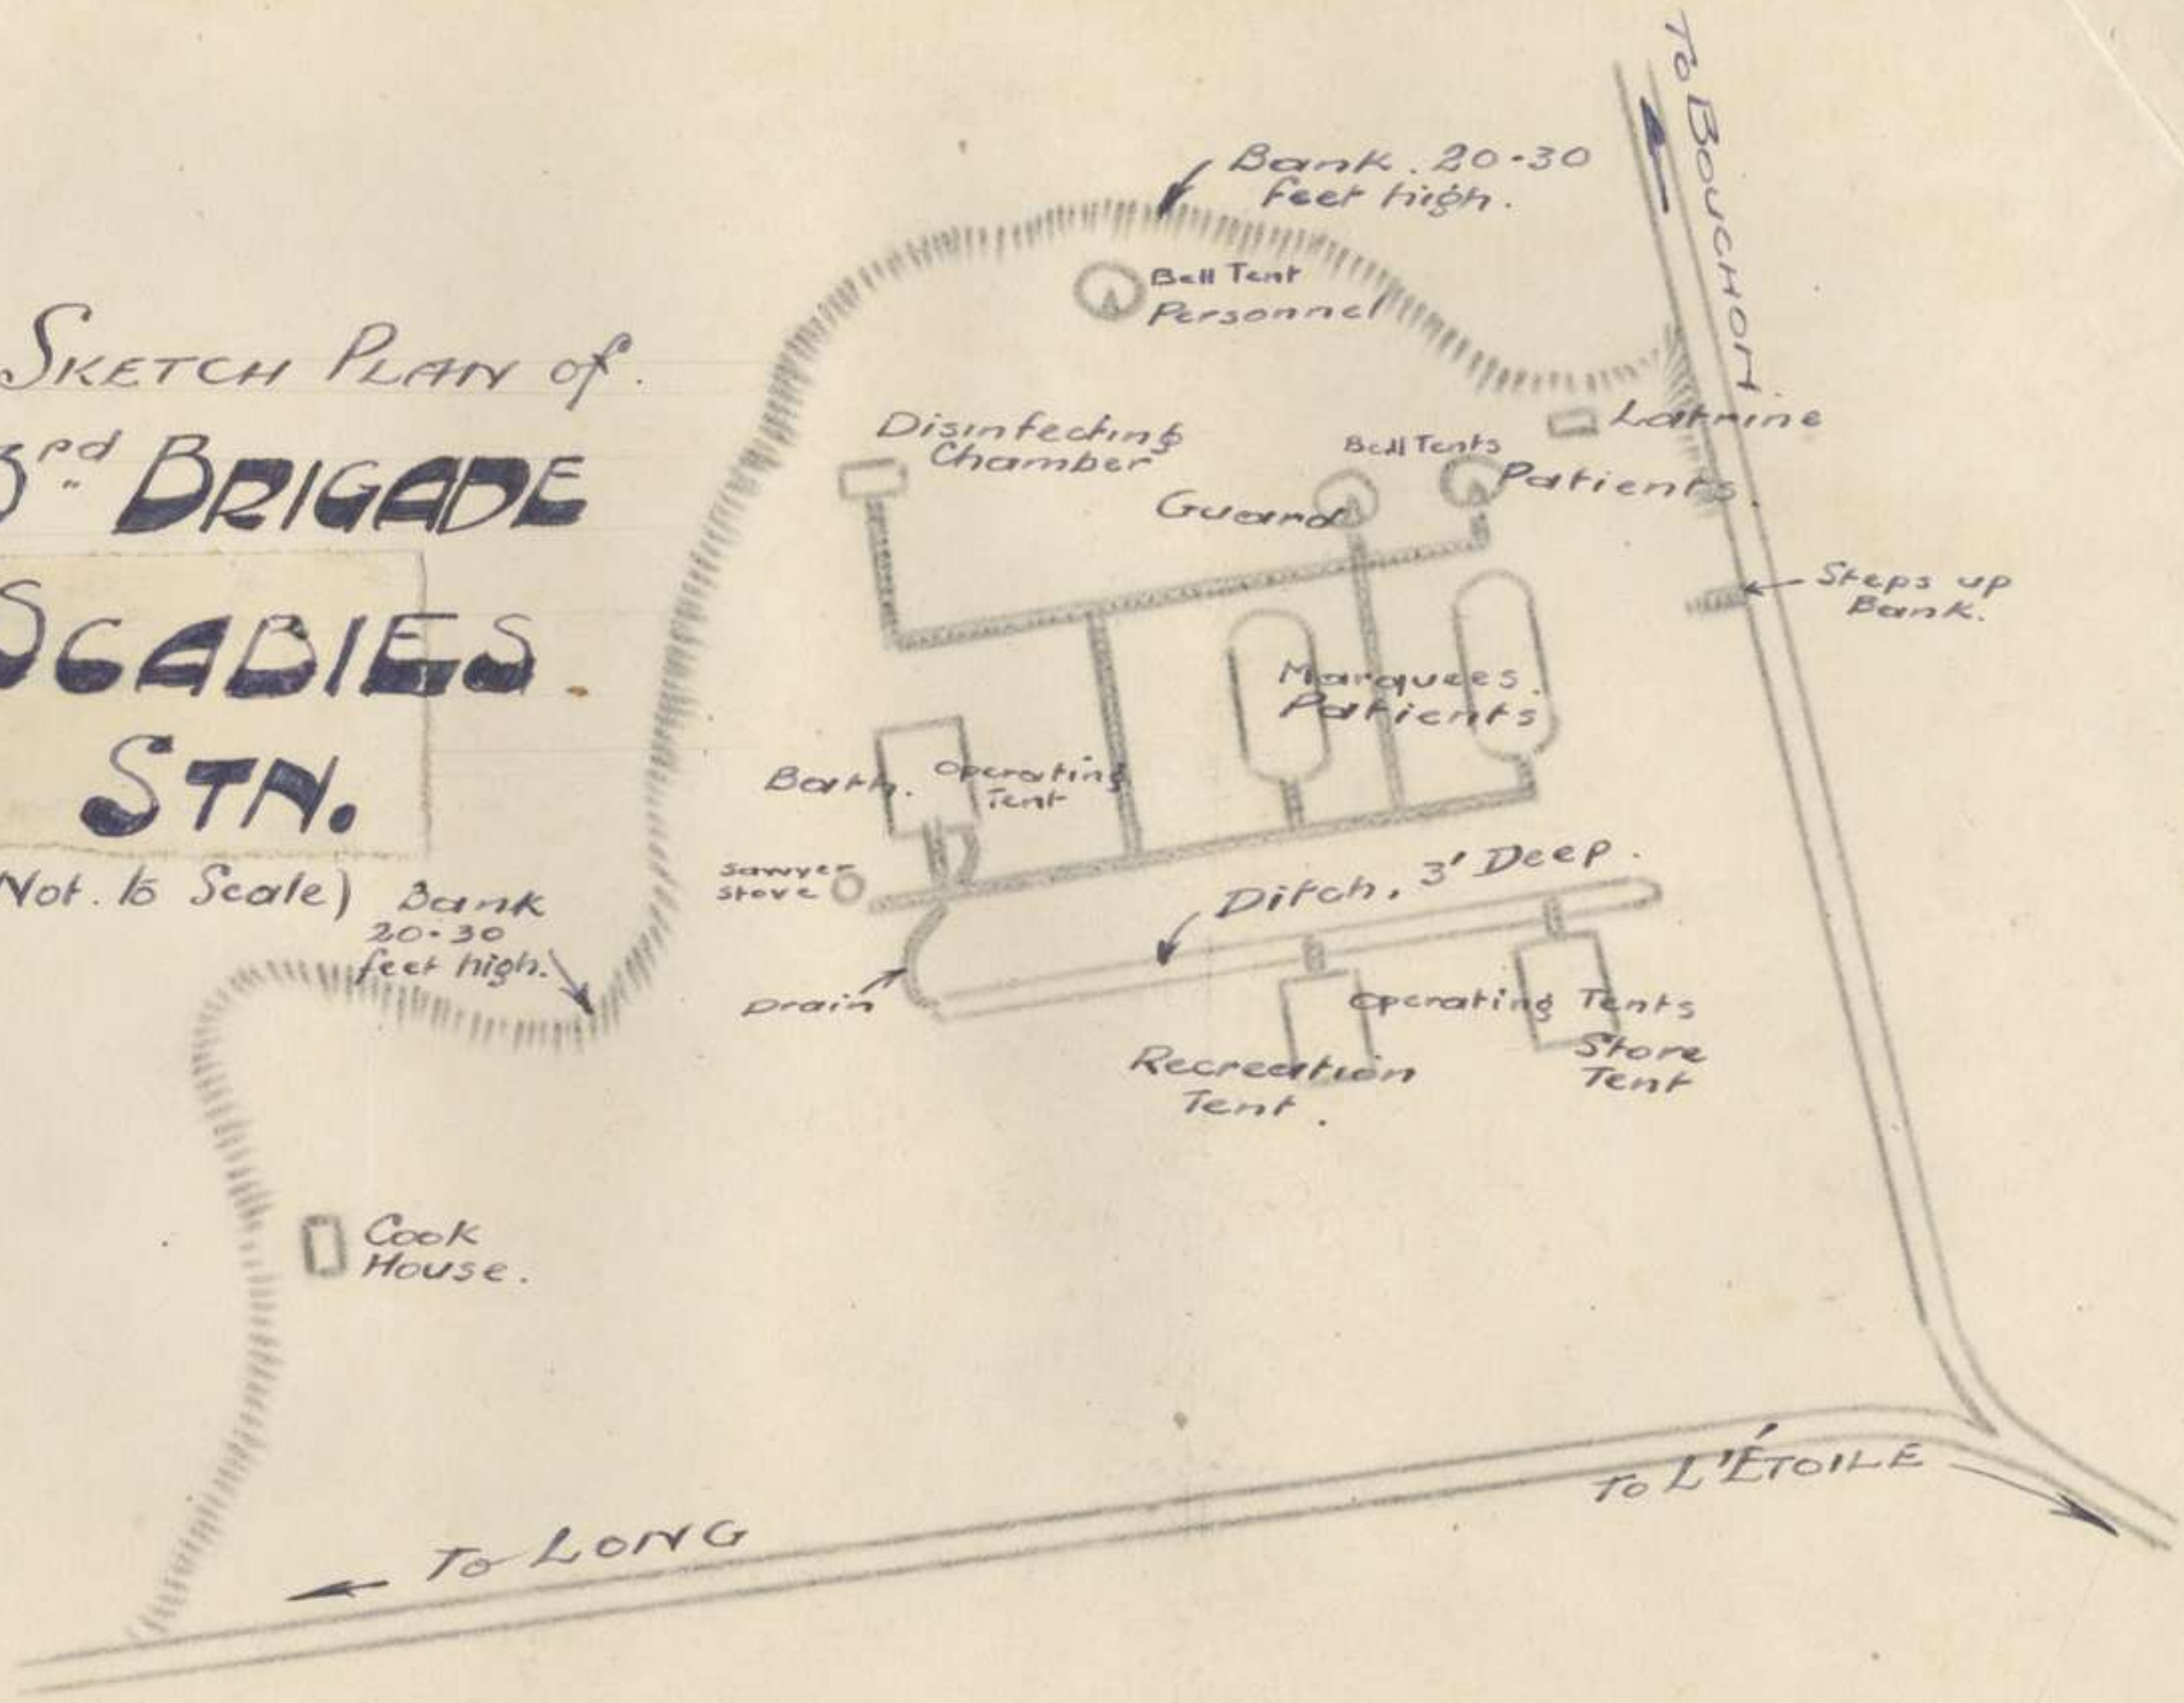 SKETCH PLAN of.
3rd BRIGADE
SCABIES.
STN.
(Not. to Scale)
To BOUCHON.
Bank. 20-30
feet high.
Bell Tent
Personnel
Latrine
Disinfecting
Chamber
Bell Tents
Patients.
Guard
Steps up
Bank.
Marquees.
Patients
Bath. Operating
Tent
Sawyer
Stove
Ditch, 3' Deep.
Bank
20-30
feet high.
Drain
Operating Tents
Recreation
Tent.
Store
Tent
Cook
House.
To L'ÉTOILE
To LONG